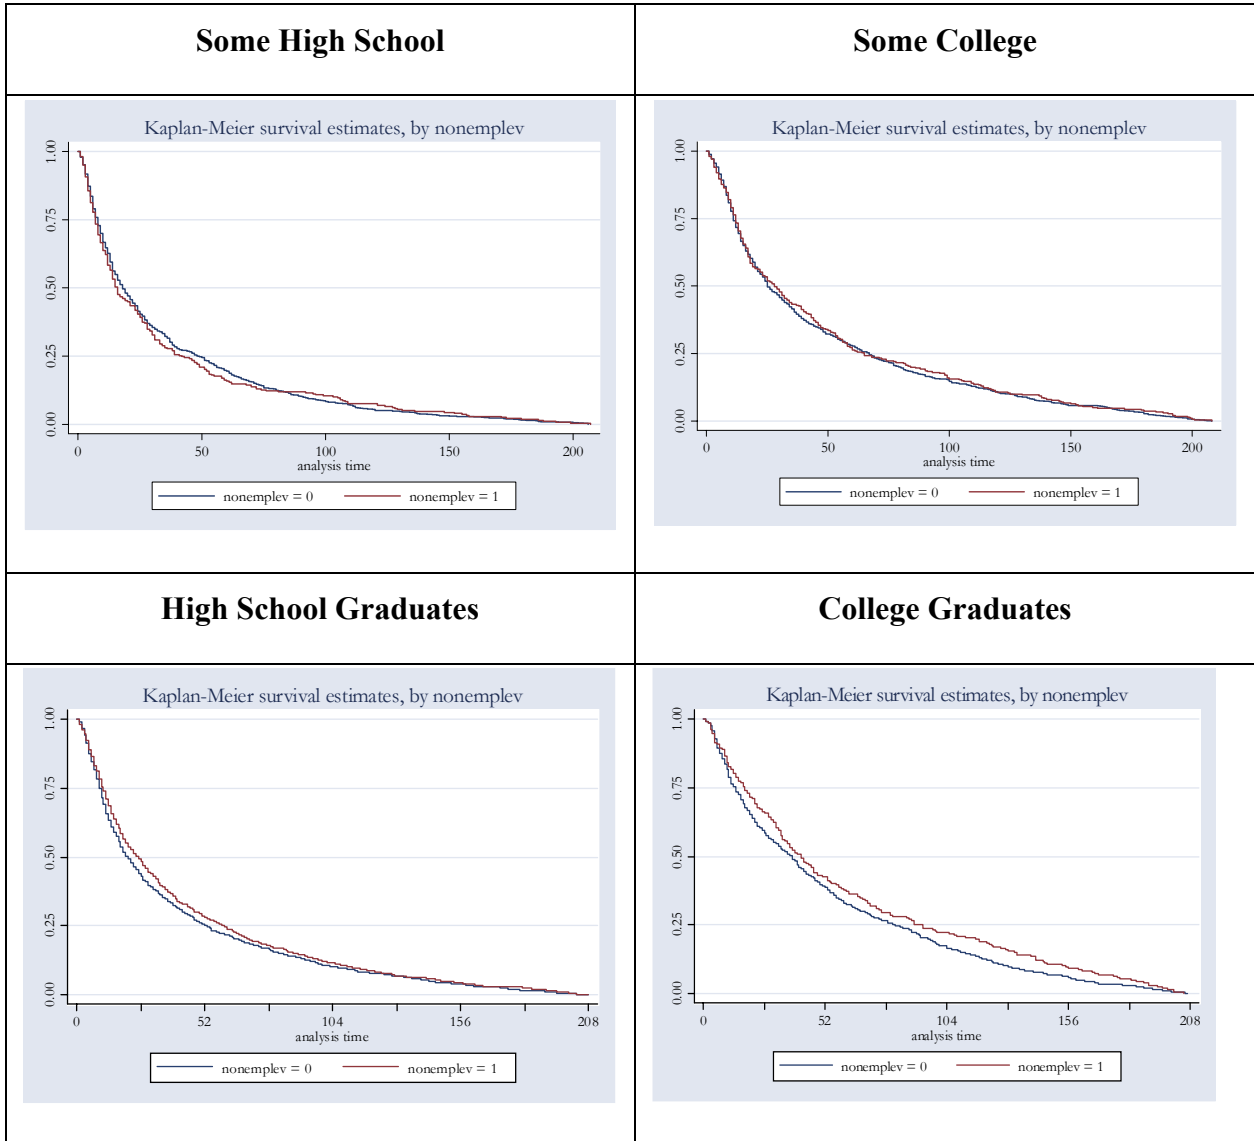 Some High School
Some College
Kaplan-Meier survival estimates, by nonemplev
1.00
0.75
0.50
0.25
0.00
0 50 100 150 200
analysis time
nonemplev = 0 nonemplev = 1
Kaplan-Meier survival estimates, by nonemplev
1.00
0.75
0.50
0.25
0.00
0 50 100 150 200
analysis time
nonemplev = 0 nonemplev = 1
High School Graduates
College Graduates
Kaplan-Meier survival estimates, by nonemplev
1.00
0.75
0.50
0.25
0.00
0 52 104 156 208
analysis time
nonemplev = 0 nonemplev = 1
Kaplan-Meier survival estimates, by nonemplev
1.00
0.75
0.50
0.25
0.00
0 52 104 156 208
analysis time
nonemplev = 0 nonemplev = 1